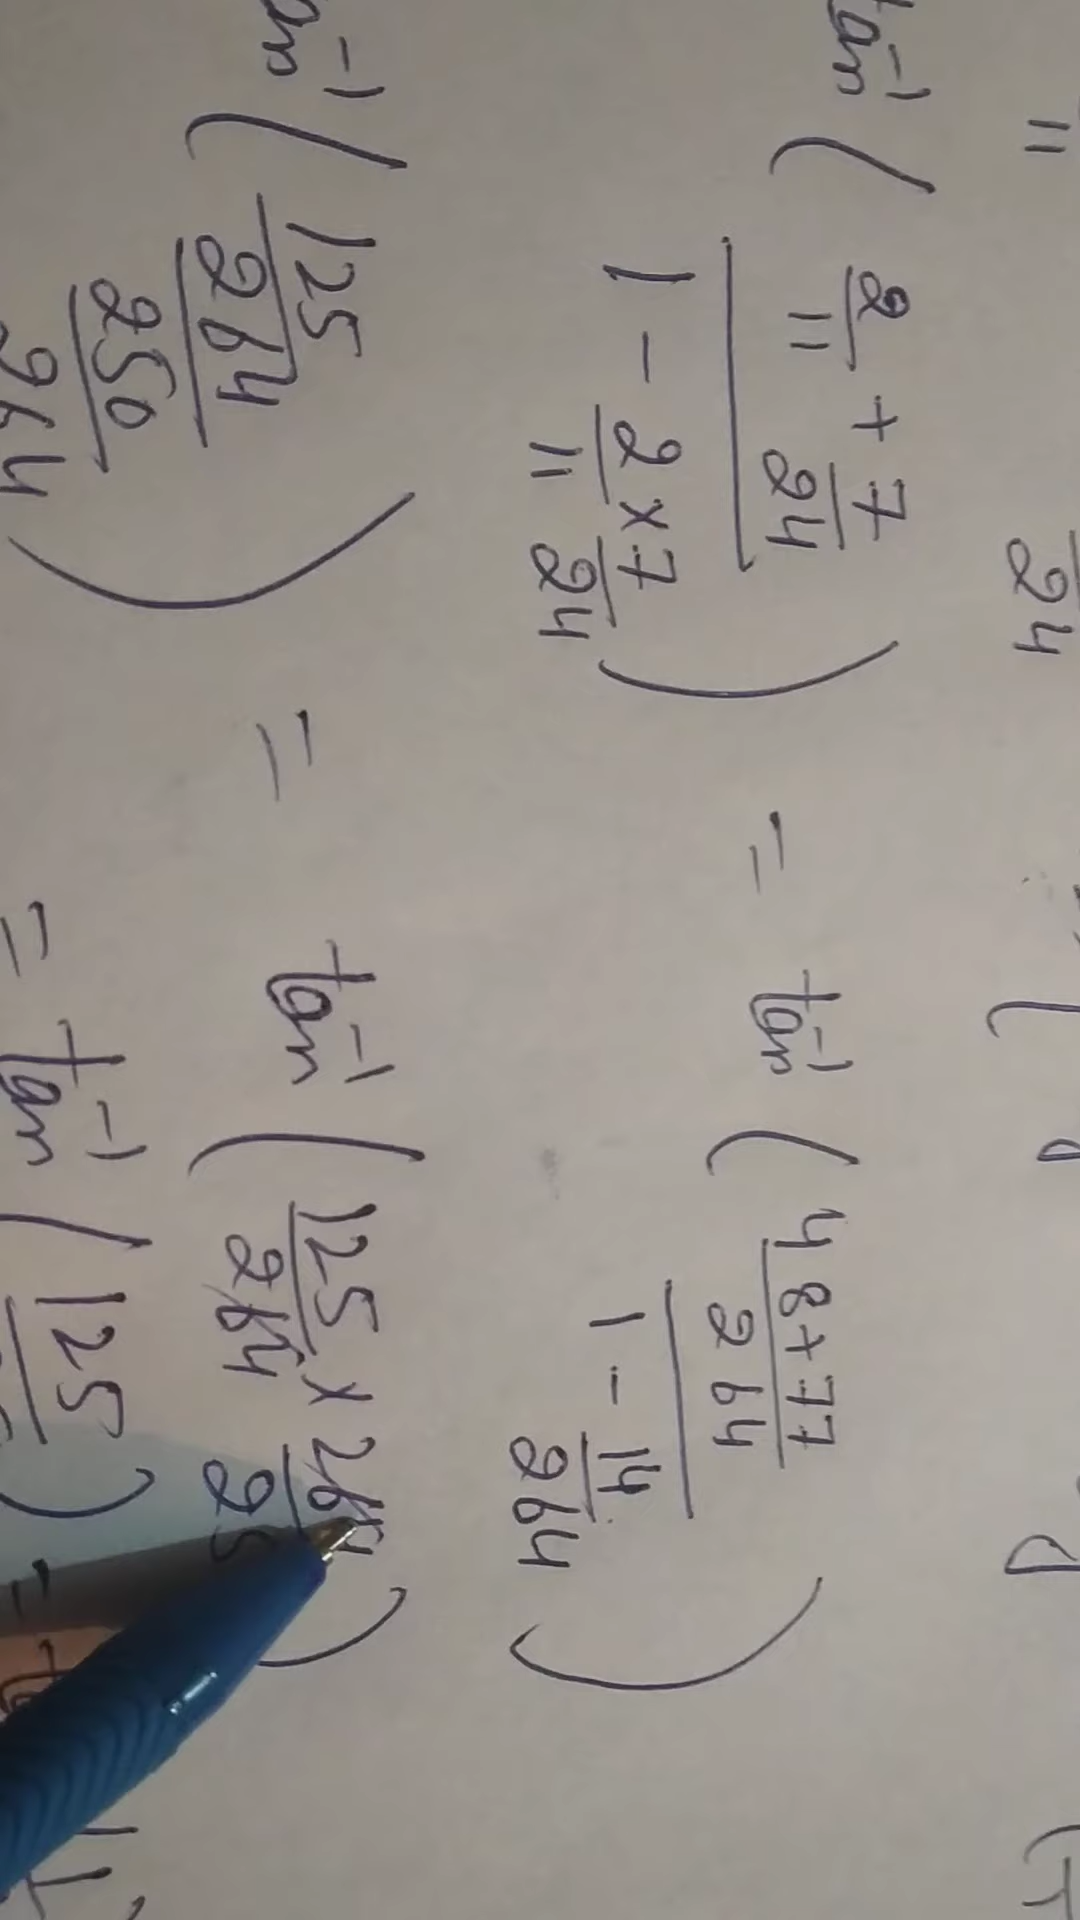 11 24
tan⁻¹ ( (2/11 + 7/24) / (1 - 2/11 × 7/24) ) = tan⁻¹ ( ((48+77)/264) / (1 - 14/264) )
tan⁻¹ ( (125/264) / (250/264) ) = tan⁻¹ ( 125/264 × 264/25 )
= tan⁻¹ ( 125 ) =